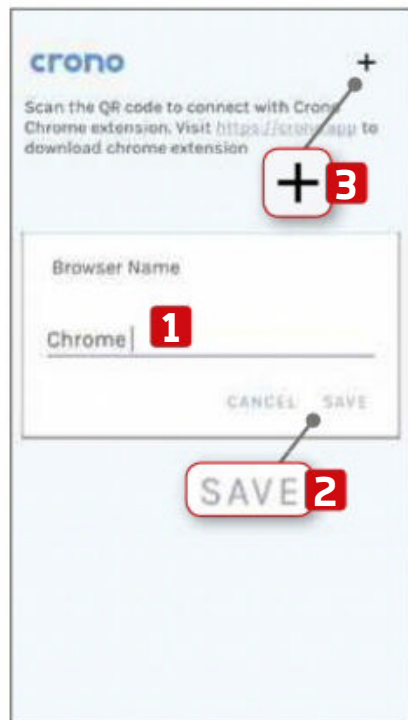 crono +
Scan the QR code to connect with Crono
Chrome extension. Visit https://crono.app to
download chrome extension
+ 3
Browser Name
Chrome 1
CANCEL SAVE
SAVE 2